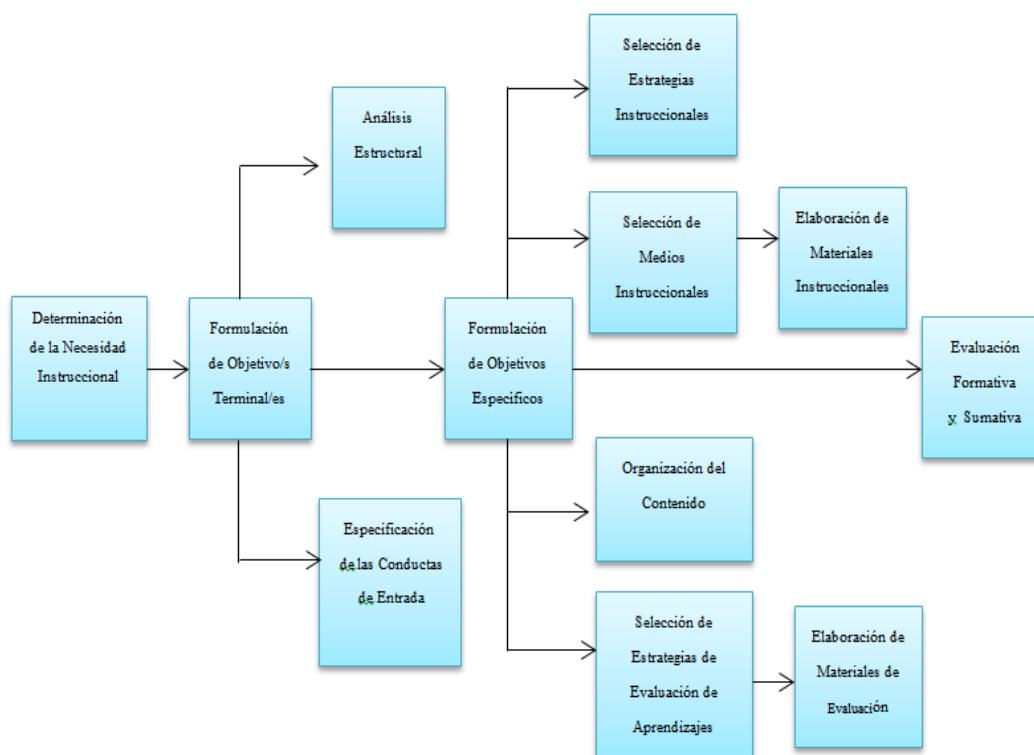 Selección de
Estrategias
Instruccionales
Análisis
Estructural
Selección de
Medios
Instruccionales
Elaboración de
Materiales
Instruccionales
Determinación
de la Necesidad
Instruccional
Formulación
de Objetivo/s
Terminal/es
Formulación
de Objetivos
Especificos
Evaluación
Formativa
y Sumativa
Organización del
Contenido
Especificación
de las Conductas
de Entrada
Selección de
Estrategias de
Evaluación de
Aprendizajes
Elaboración de
Materiales de
Evaluación